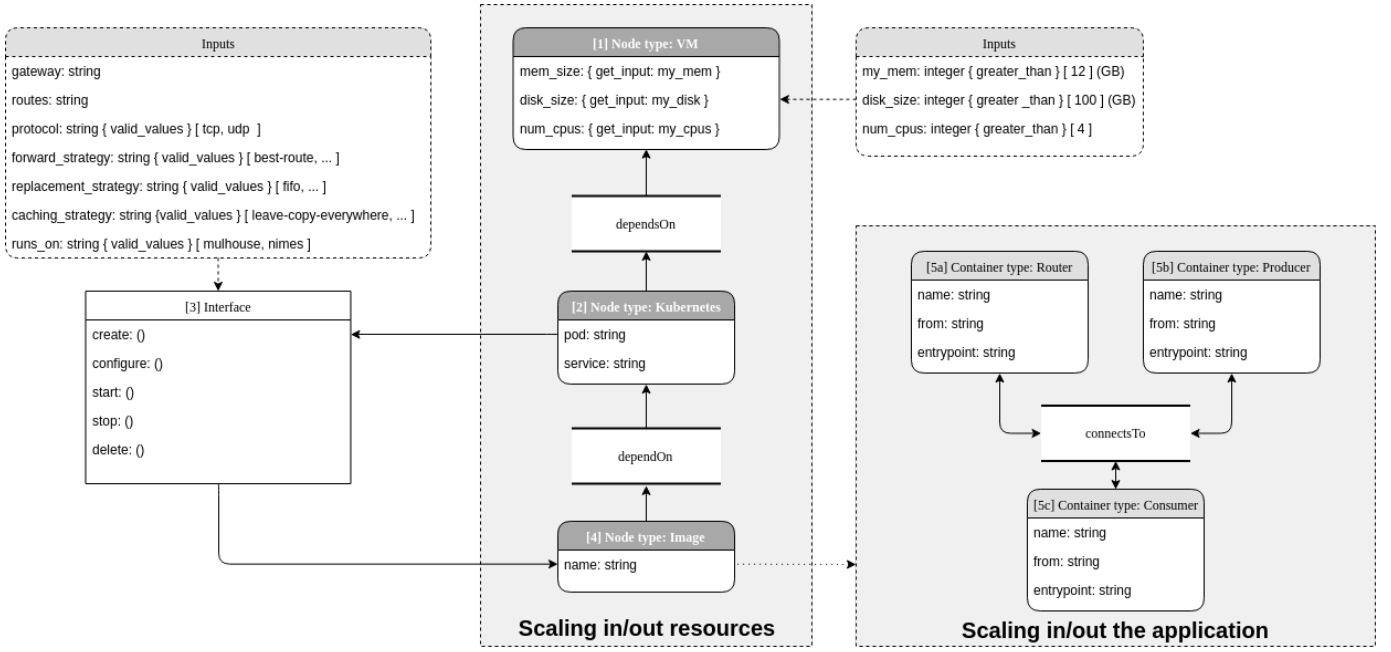 Inputs
gateway: string
routes: string
protocol: string { valid_values } [ tcp, udp  ]
forward_strategy: string { valid_values } [ best-route, ... ]
replacement_strategy: string { valid_values } [ fifo, ... ]
caching_strategy: string {valid_values } [ leave-copy-everywhere, ... ]
runs_on: string { valid_values } [ mulhouse, nimes ]
[3] Interface
create: ()
configure: ()
start: ()
stop: ()
delete: ()
[1] Node type: VM
mem_size: { get_input: my_mem }
disk_size: { get_input: my_disk }
num_cpus: { get_input: my_cpus }
dependsOn
[2] Node type: Kubernetes
pod: string
service: string
dependOn
[4] Node type: Image
name: string
Scaling in/out resources
Inputs
my_mem: integer { greater_than } [ 12 ] (GB)
disk_size: integer { greater _than } [ 100 ] (GB)
num_cpus: integer { greater_than } [ 4 ]
[5a] Container type: Router
name: string
from: string
entrypoint: string
[5b] Container type: Producer
name: string
from: string
entrypoint: string
connectsTo
[5c] Container type: Consumer
name: string
from: string
entrypoint: string
Scaling in/out the application